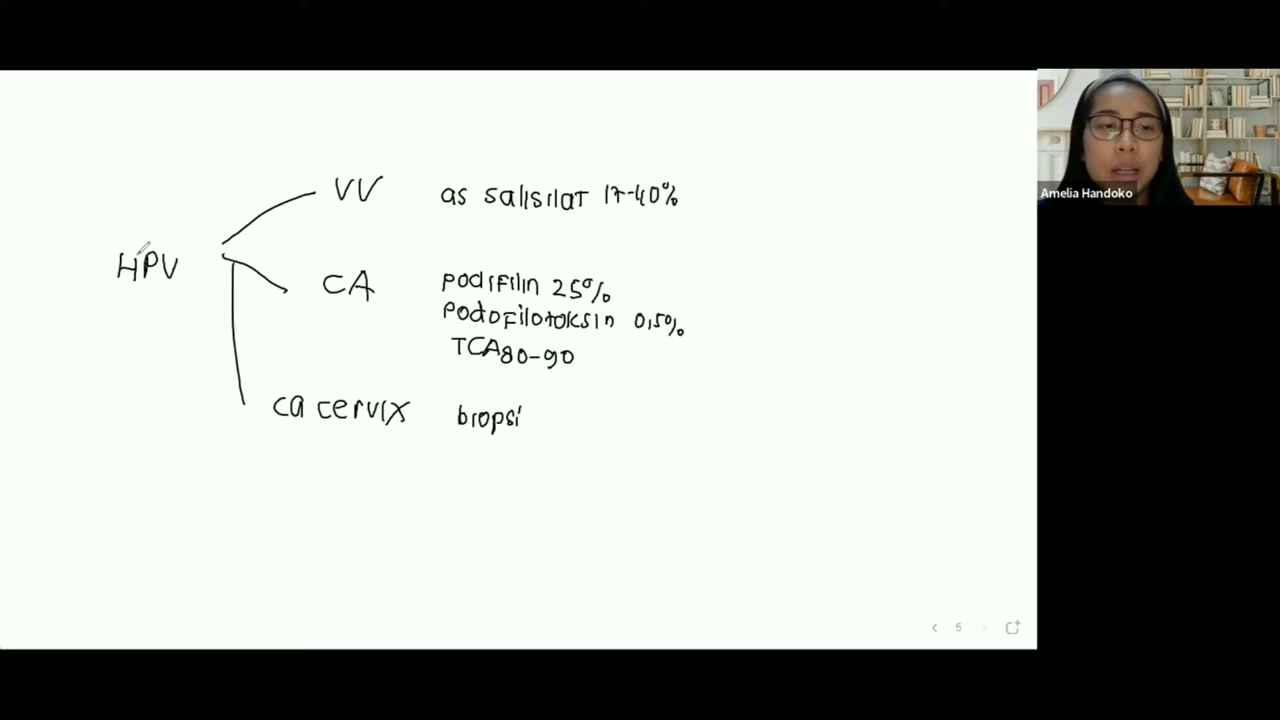 VV as salisilat 17-40%
HPV
CA podifilin 25%
podofilotoksin 0,5%
TCA 80-90
ca cervix biopsi
Amelia Handoko
5